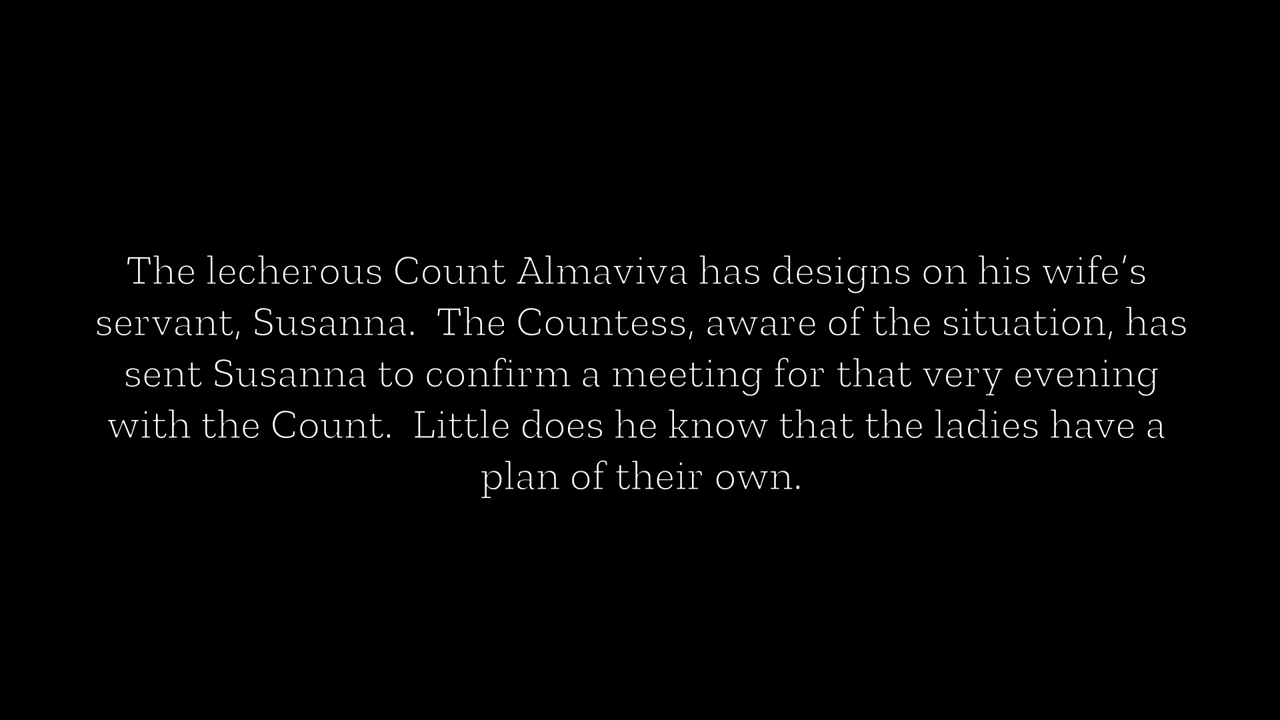 The lecherous Count Almaviva has designs on his wife's
servant, Susanna.  The Countess, aware of the situation, has
sent Susanna to confirm a meeting for that very evening
with the Count.  Little does he know that the ladies have a
plan of their own.